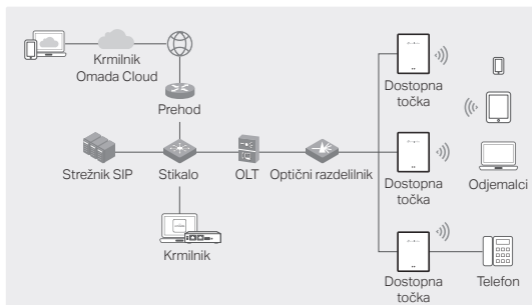 Krmilnik
Omada Cloud
Prehod
Strežnik SIP
Stikalo
OLT
Optični razdelilnik
Krmilnik
Dostopna
točka
Dostopna
točka
Dostopna
točka
Odjemalci
Telefon